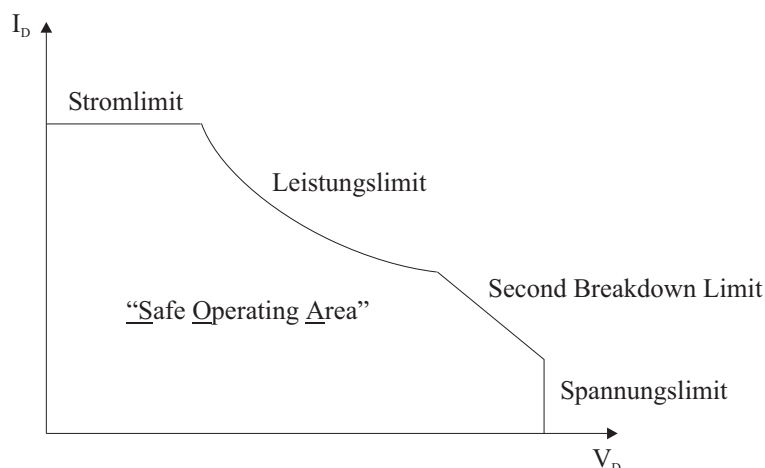 I_D
Stromlimit
Leistungslimit
Second Breakdown Limit
“Safe Operating Area”
Spannungslimit
V_D